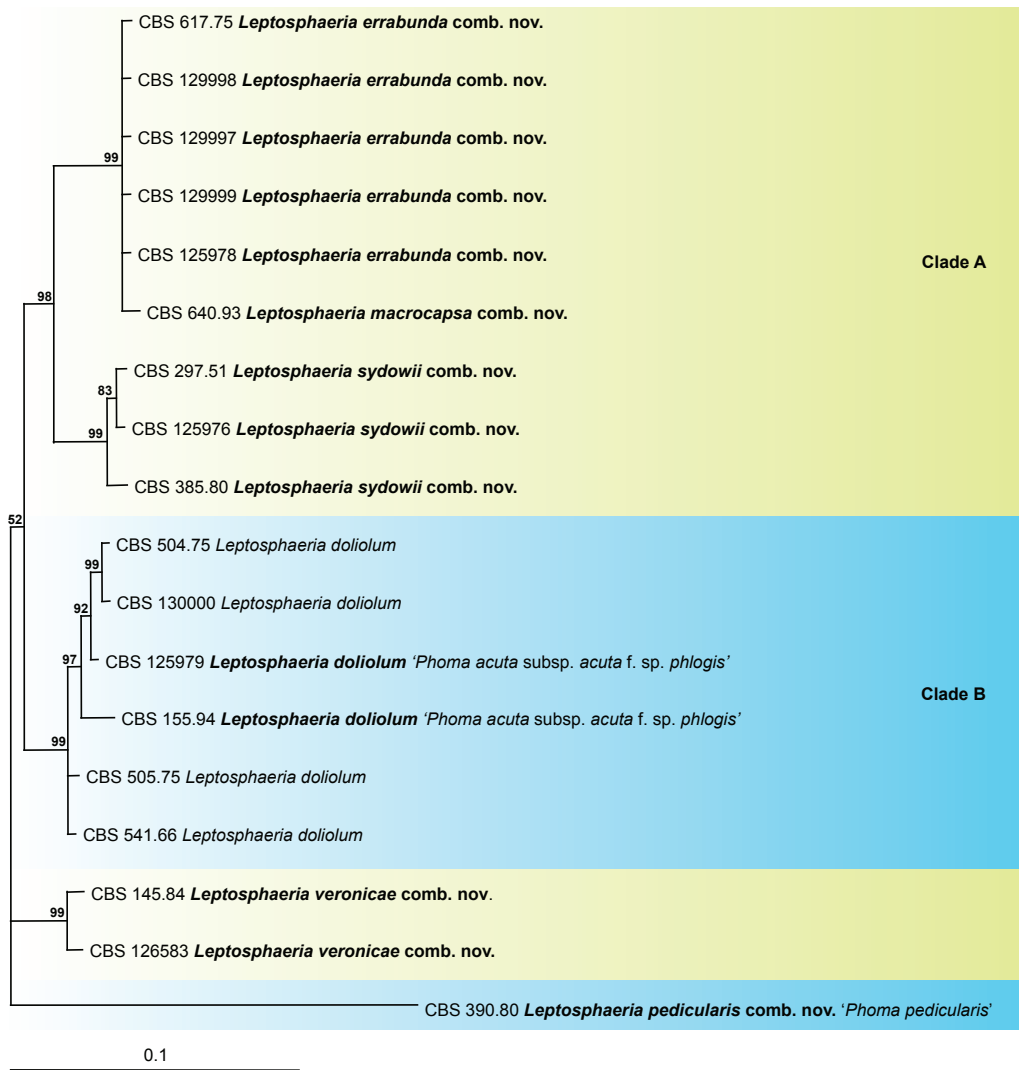 CBS 617.75 Leptosphaeria errabunda comb. nov.
CBS 129998 Leptosphaeria errabunda comb. nov.
CBS 129997 Leptosphaeria errabunda comb. nov.
99
CBS 129999 Leptosphaeria errabunda comb. nov.
CBS 125978 Leptosphaeria errabunda comb. nov.
Clade A
98
CBS 640.93 Leptosphaeria macrocapsa comb. nov.
CBS 297.51 Leptosphaeria sydowii comb. nov.
83
CBS 125976 Leptosphaeria sydowii comb. nov.
99
CBS 385.80 Leptosphaeria sydowii comb. nov.
52
CBS 504.75 Leptosphaeria doliolum
99
CBS 130000 Leptosphaeria doliolum
92
CBS 125979 Leptosphaeria doliolum ‘Phoma acuta subsp. acuta f. sp. phlogis’
97
Clade B
CBS 155.94 Leptosphaeria doliolum ‘Phoma acuta subsp. acuta f. sp. phlogis’
99
CBS 505.75 Leptosphaeria doliolum
CBS 541.66 Leptosphaeria doliolum
CBS 145.84 Leptosphaeria veronicae comb. nov.
99
CBS 126583 Leptosphaeria veronicae comb. nov.
CBS 390.80 Leptosphaeria pedicularis comb. nov. ‘Phoma pedicularis’
0.1